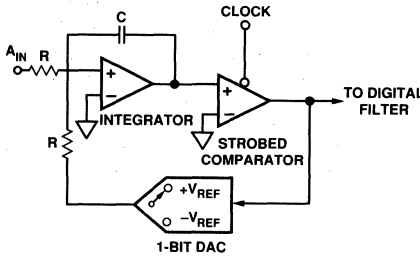 CLOCK
C
A_IN
R
+
−
INTEGRATOR
+
−
STROBED
COMPARATOR
TO DIGITAL
FILTER
R
+V_REF
−V_REF
1-BIT DAC